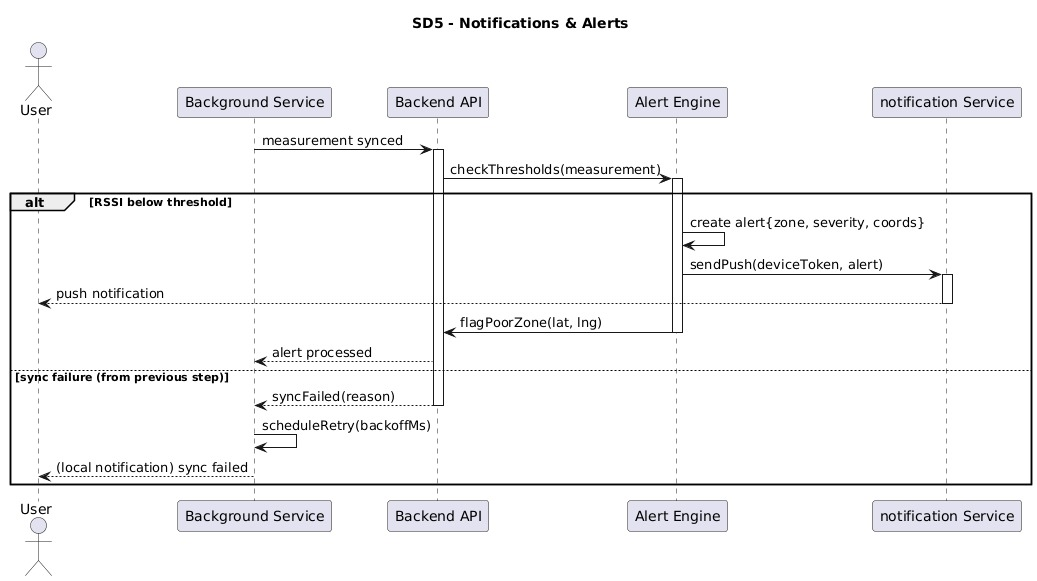 SD5 - Notifications & Alerts
User
Background Service
Backend API
Alert Engine
notification Service
measurement synced
checkThresholds(measurement)
alt
[RSSI below threshold]
create alert{zone, severity, coords}
sendPush(deviceToken, alert)
push notification
flagPoorZone(lat, lng)
alert processed
[sync failure (from previous step)]
syncFailed(reason)
scheduleRetry(backoffMs)
(local notification) sync failed
User
Background Service
Backend API
Alert Engine
notification Service